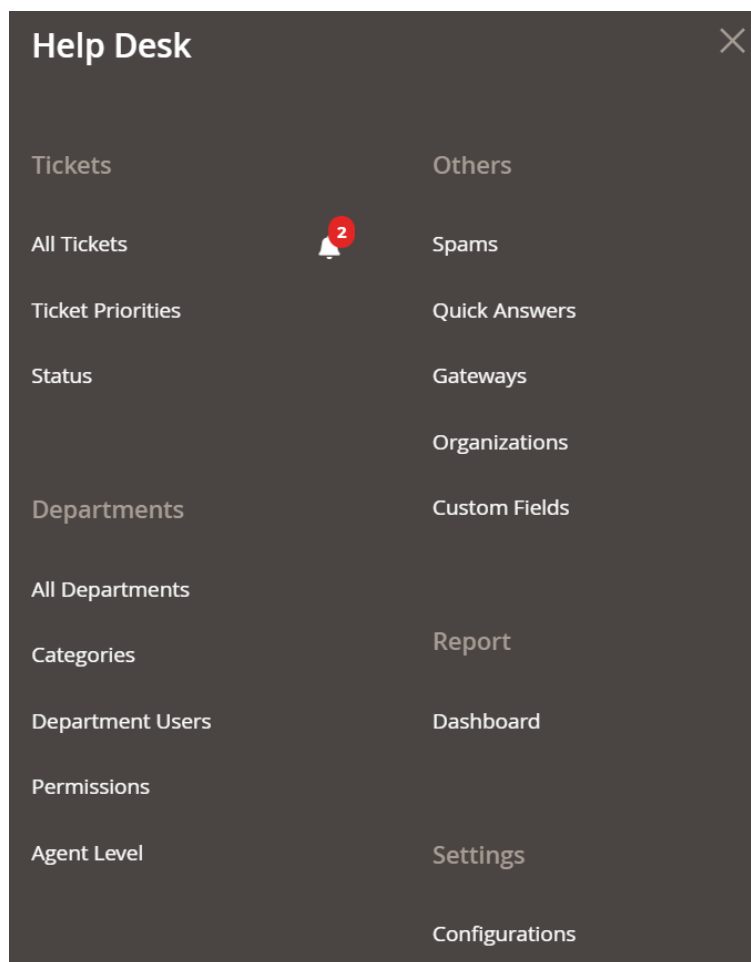 Help Desk
Tickets
All Tickets
2
Ticket Priorities
Status
Departments
All Departments
Categories
Department Users
Permissions
Agent Level
Others
Spams
Quick Answers
Gateways
Organizations
Custom Fields
Report
Dashboard
Settings
Configurations